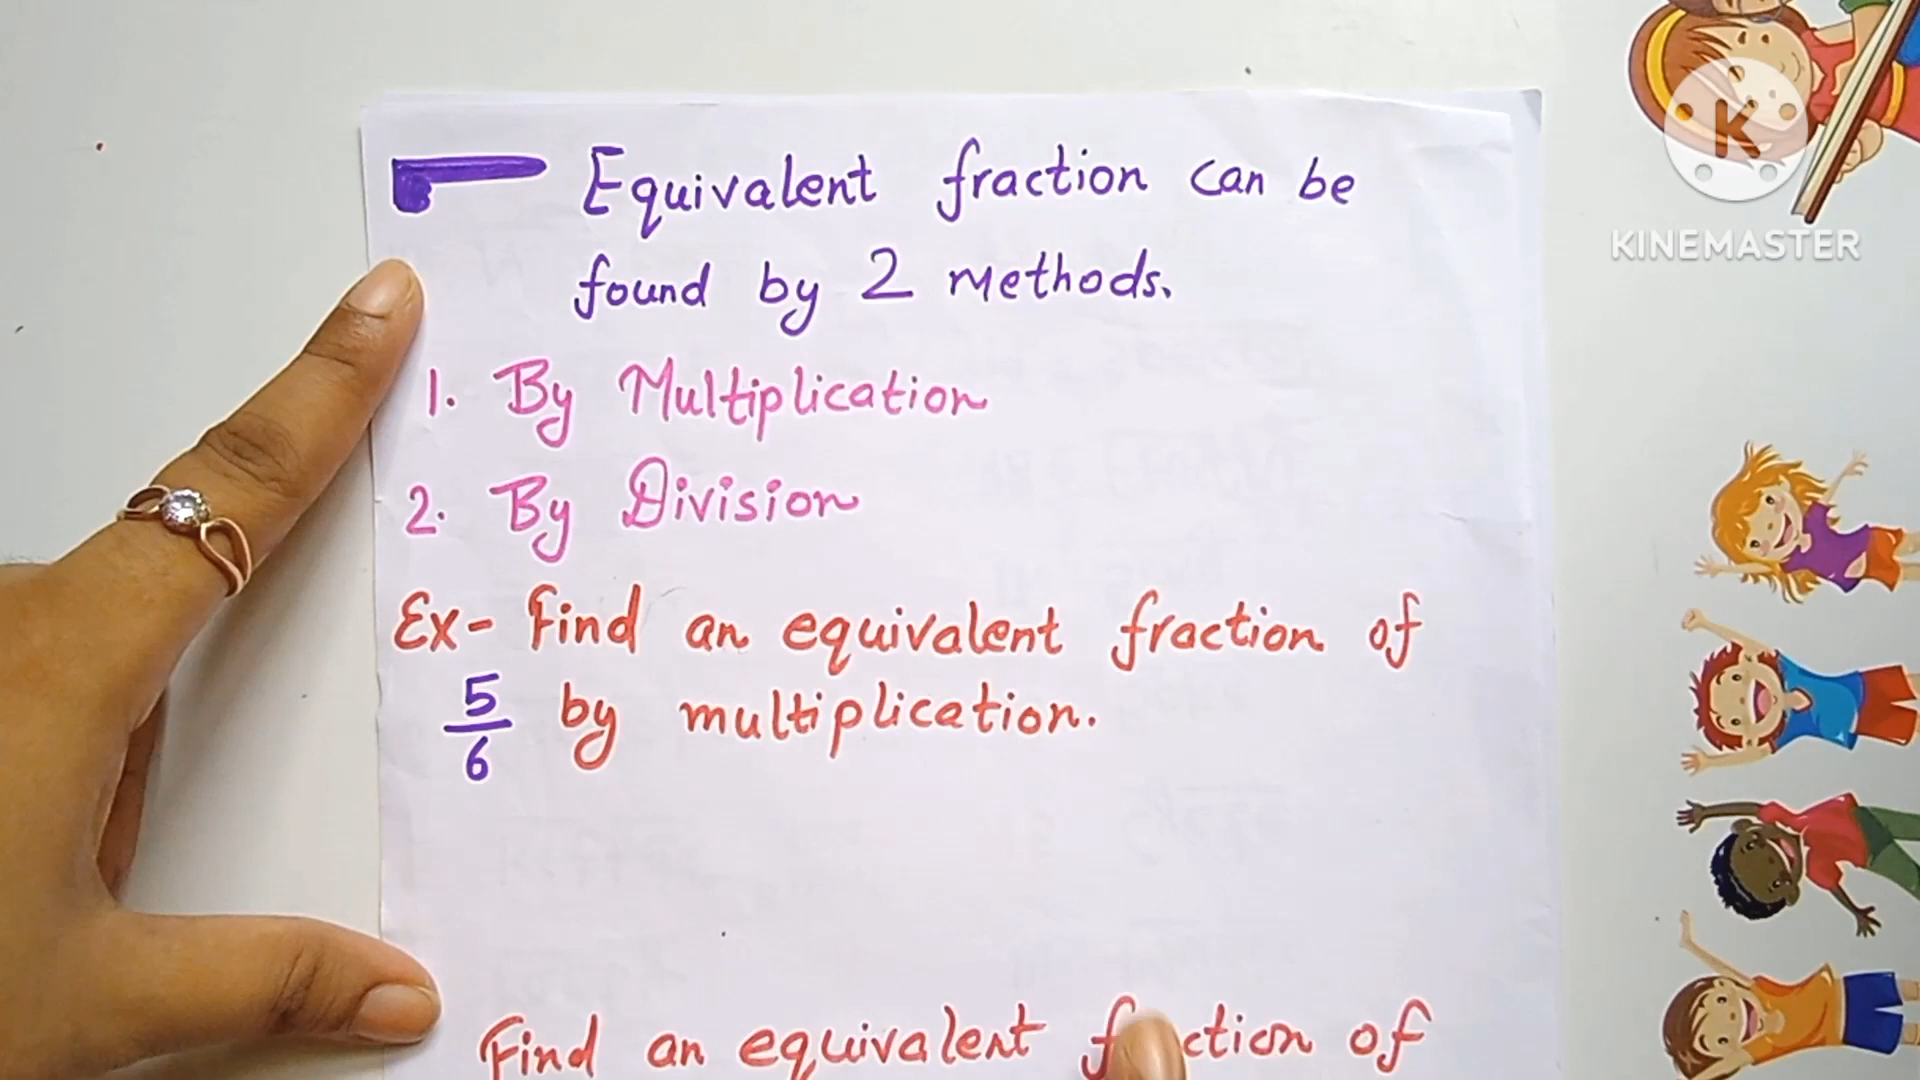 Equivalent fraction can be
found by 2 methods.
1. By Multiplication
2. By Division
Ex- Find an equivalent fraction of
5/6 by multiplication.
Find an equivalent of
K
KINEMASTER